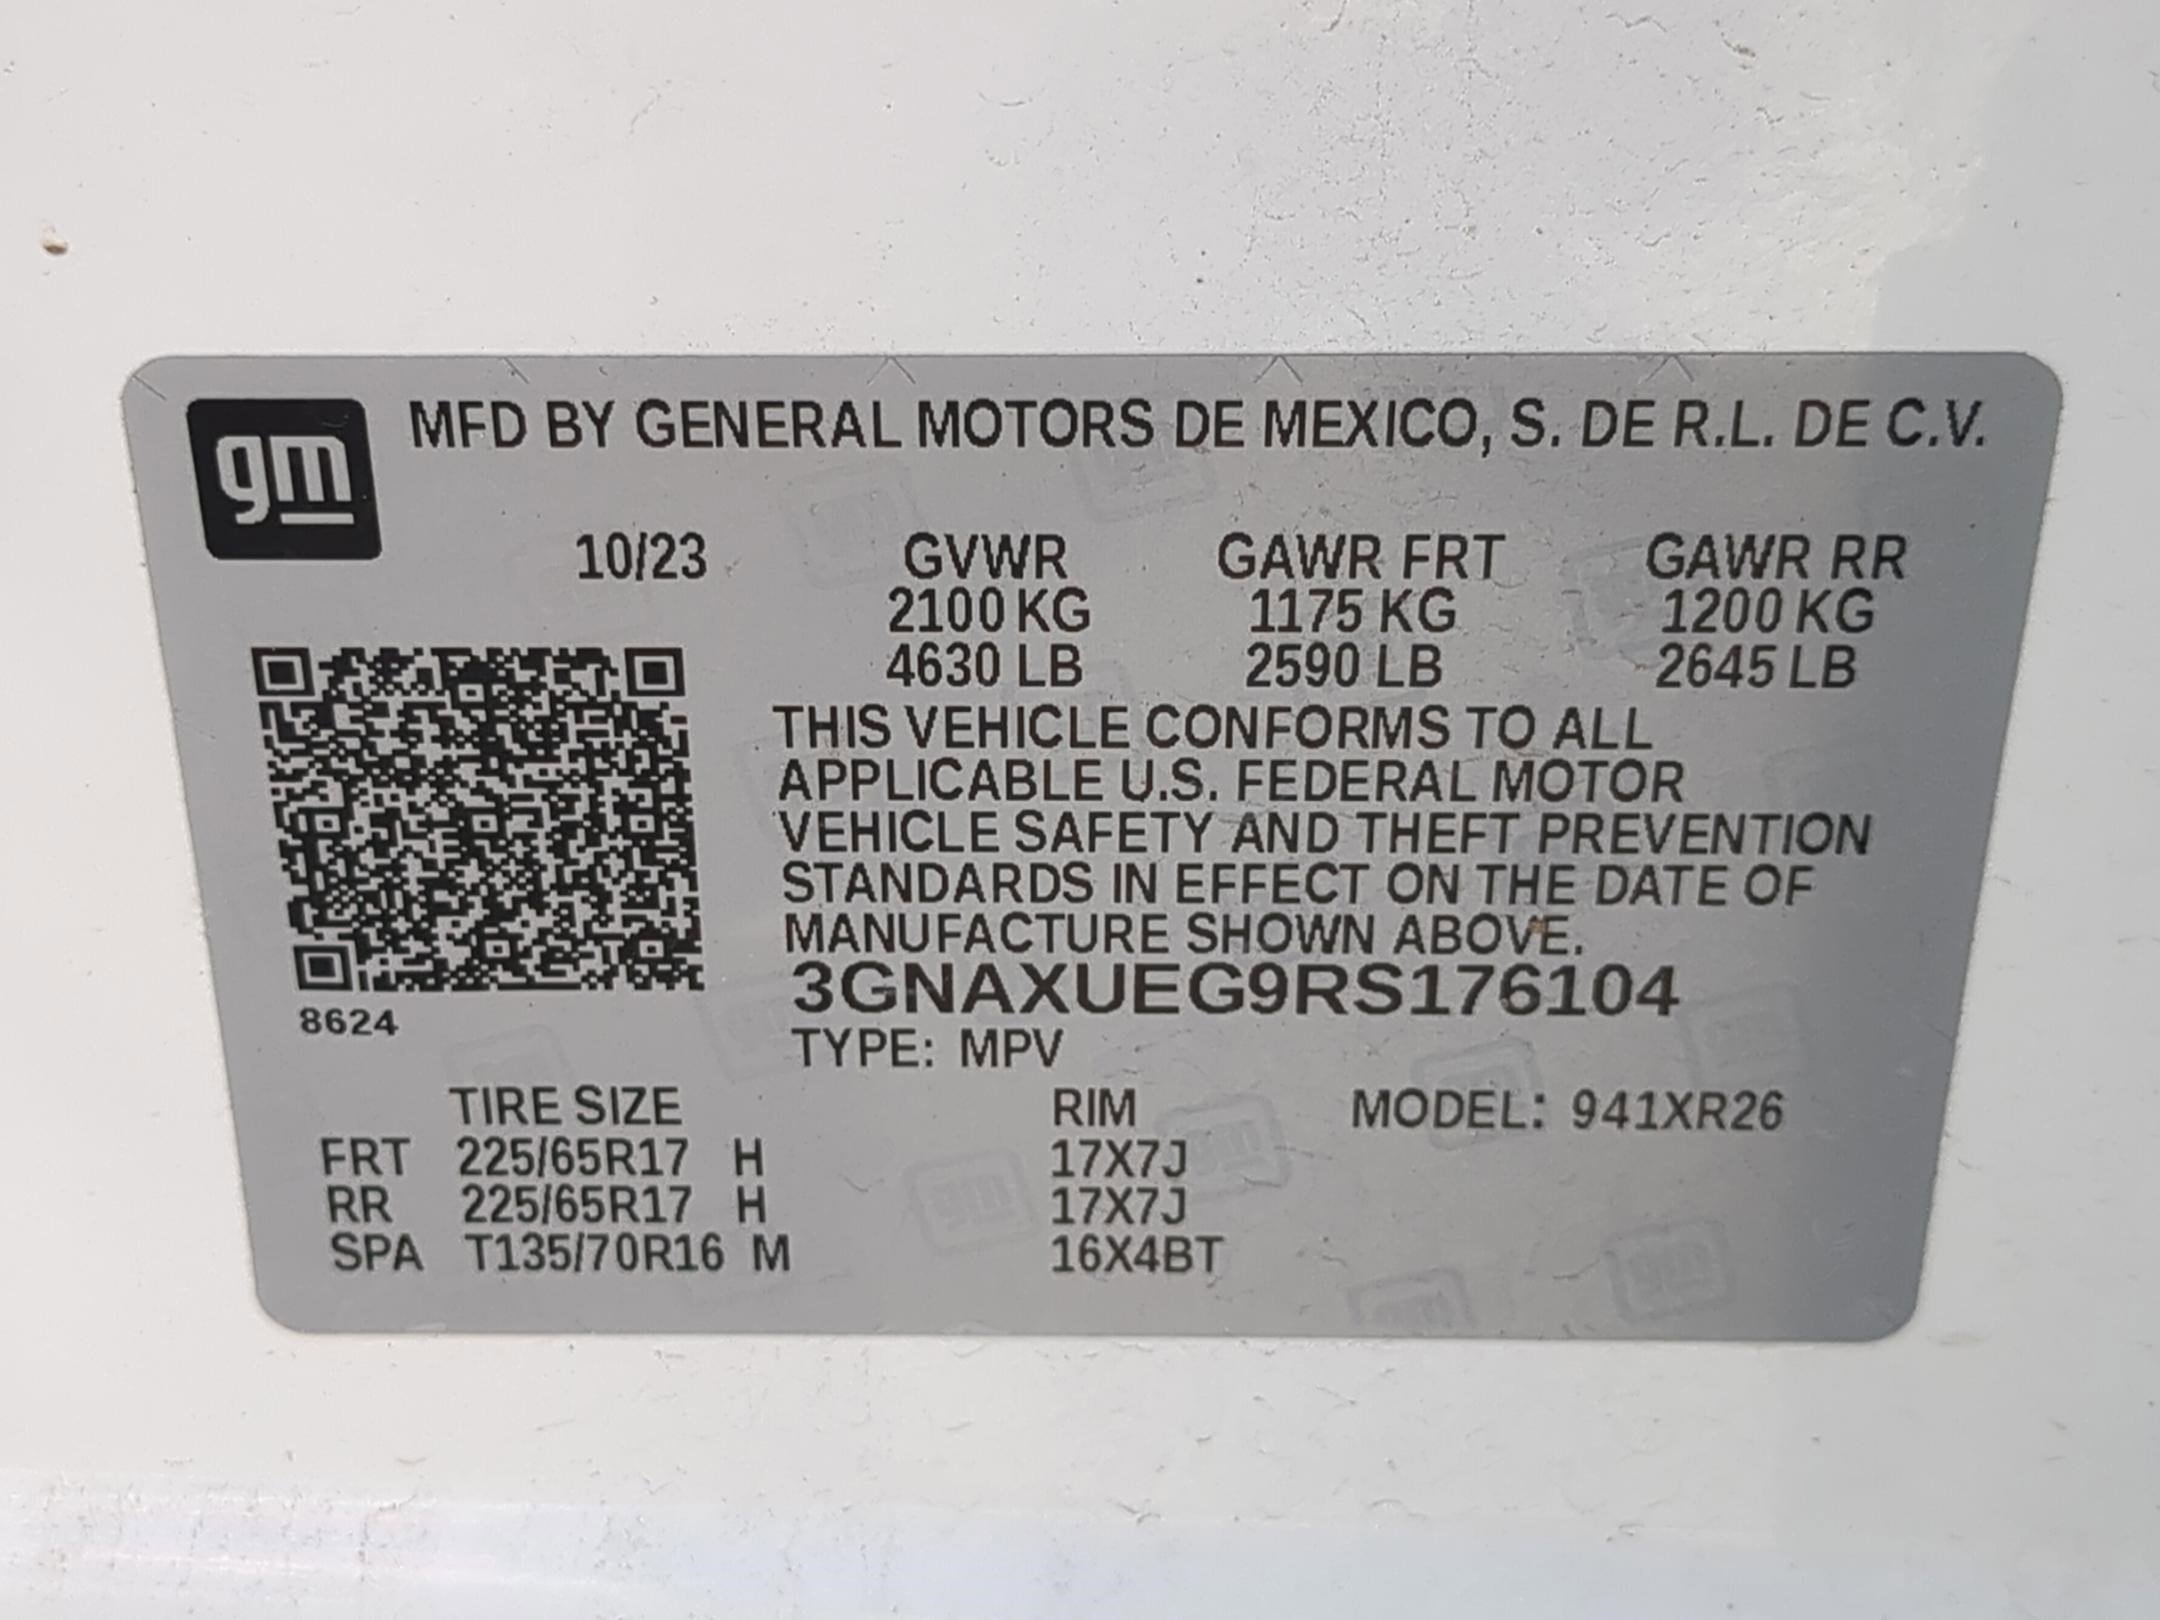 gm
MFD BY GENERAL MOTORS DE MEXICO, S. DE R.L. DE C.V.
10/23 GVWR GAWR FRT GAWR RR
2100 KG 1175 KG 1200 KG
4630 LB 2590 LB 2645 LB
THIS VEHICLE CONFORMS TO ALL
APPLICABLE U.S. FEDERAL MOTOR
VEHICLE SAFETY AND THEFT PREVENTION
STANDARDS IN EFFECT ON THE DATE OF
MANUFACTURE SHOWN ABOVE.
3GNAXUEG9RS176104
8624
TYPE: MPV
TIRE SIZE RIM MODEL: 941XR26
FRT 225/65R17 H 17X7J
RR 225/65R17 H 17X7J
SPA T135/70R16 M 16X4BT